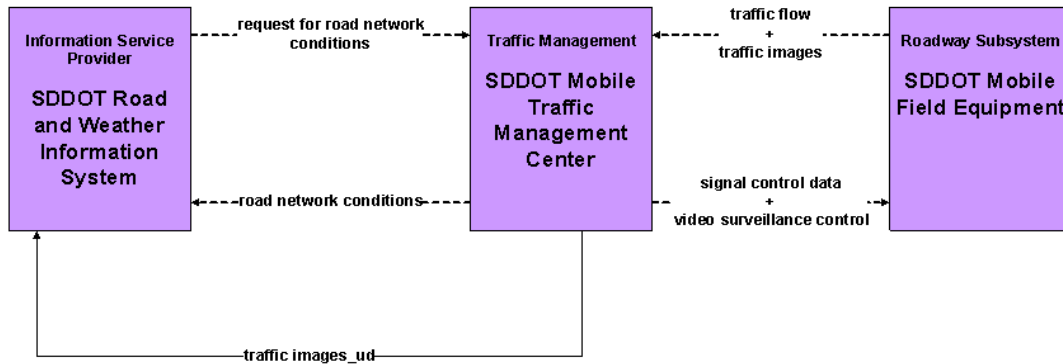 Information Service
Provider
SDDOT Road
and Weather
Information
System
request for road network
conditions
road network conditions
Traffic Management
SDDOT Mobile
Traffic
Management
Center
traffic flow
+
traffic images
signal control data
+
video surveillance control
Roadway Subsystem
SDDOT Mobile
Field Equipment
traffic images_ud